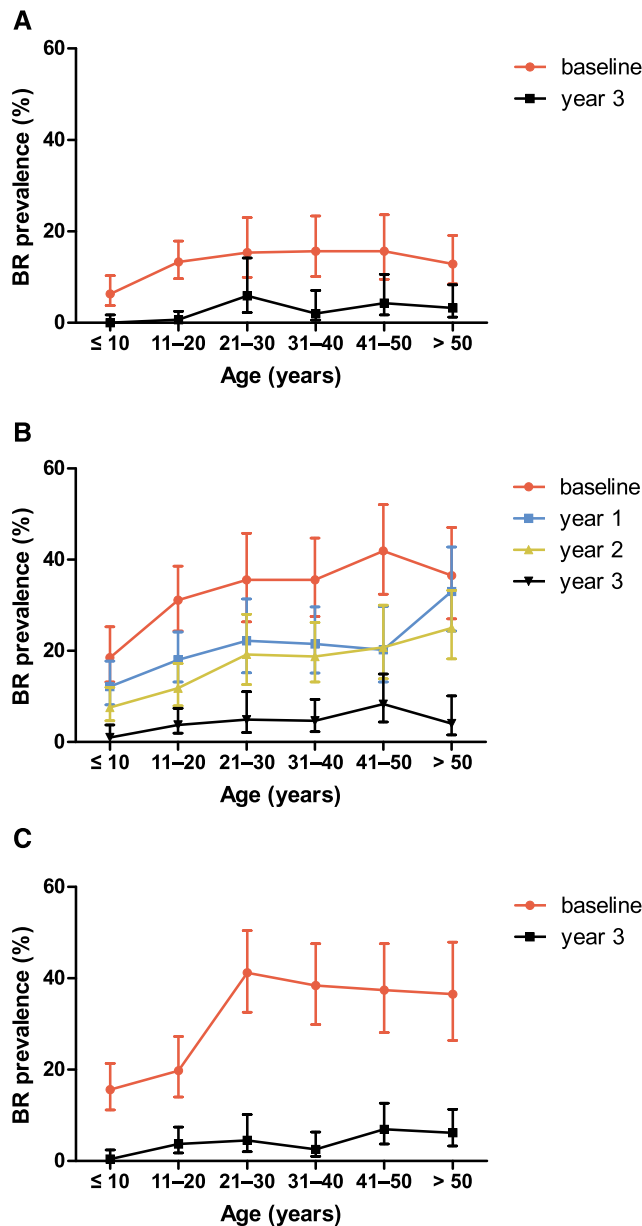 A
60
40
20
0
BR prevalence (%)
≤ 10 11–20 21–30 31–40 41–50 > 50
Age (years)
baseline
year 3
B
60
40
20
0
BR prevalence (%)
≤ 10 11–20 21–30 31–40 41–50 > 50
Age (years)
baseline
year 1
year 2
year 3
C
60
40
20
0
BR prevalence (%)
≤ 10 11–20 21–30 31–40 41–50 > 50
Age (years)
baseline
year 3